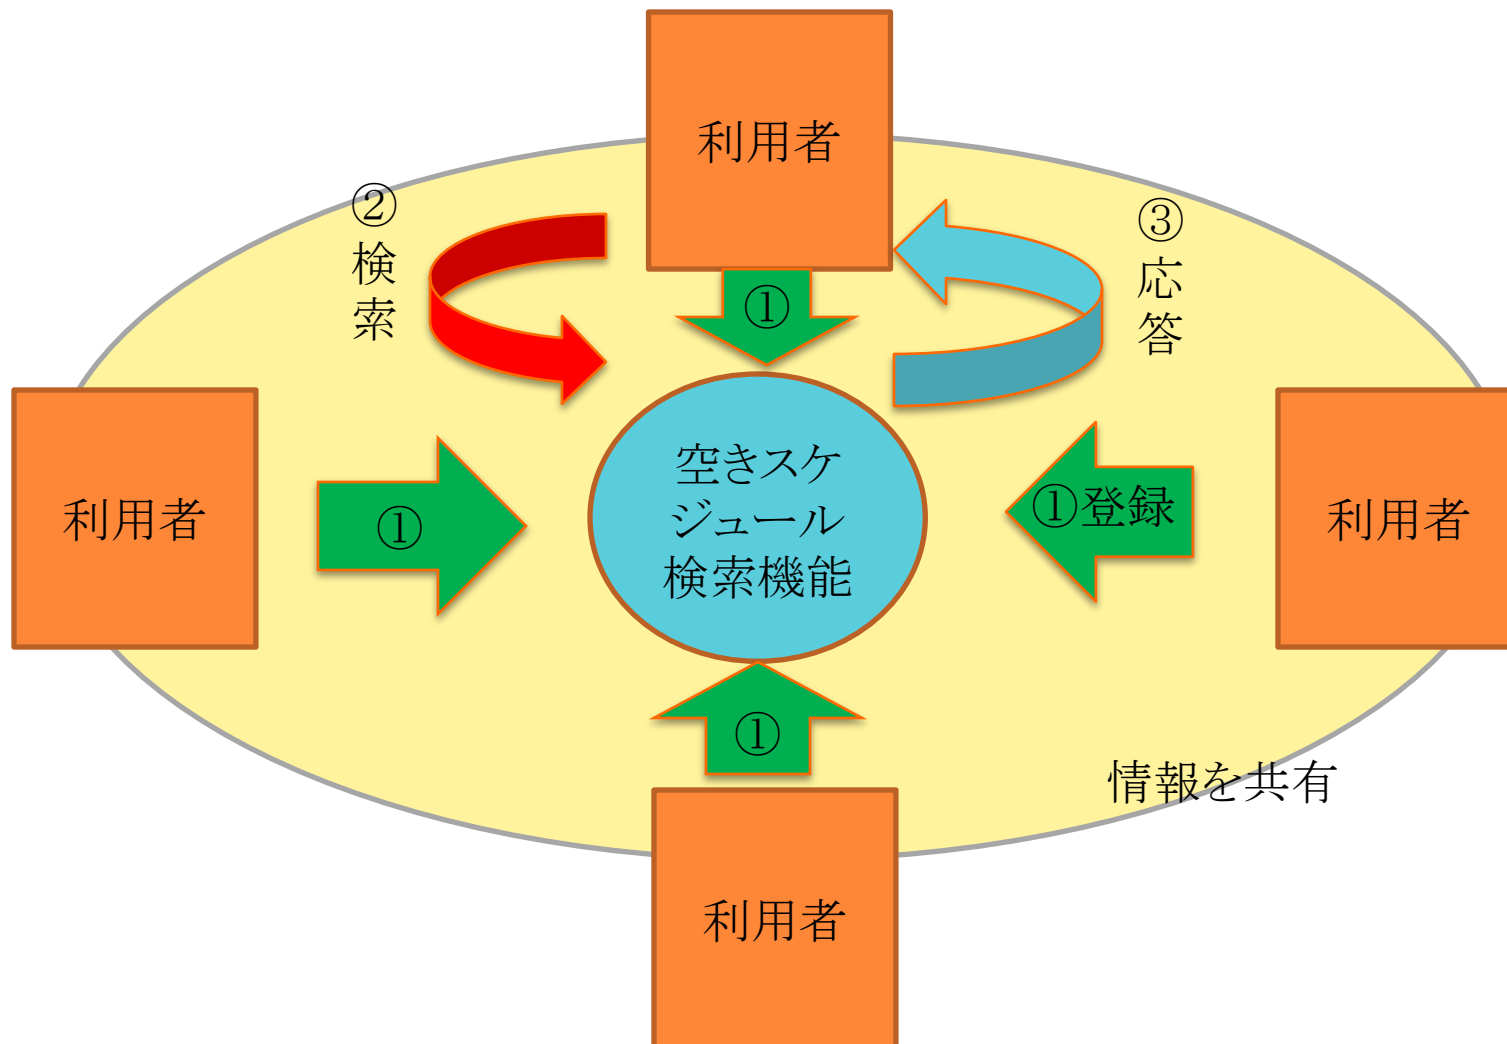 利用者
②
検
索
③
応
答
①
利用者
①
空きスケ
ジュール
検索機能
①登録
利用者
①
情報を共有
利用者